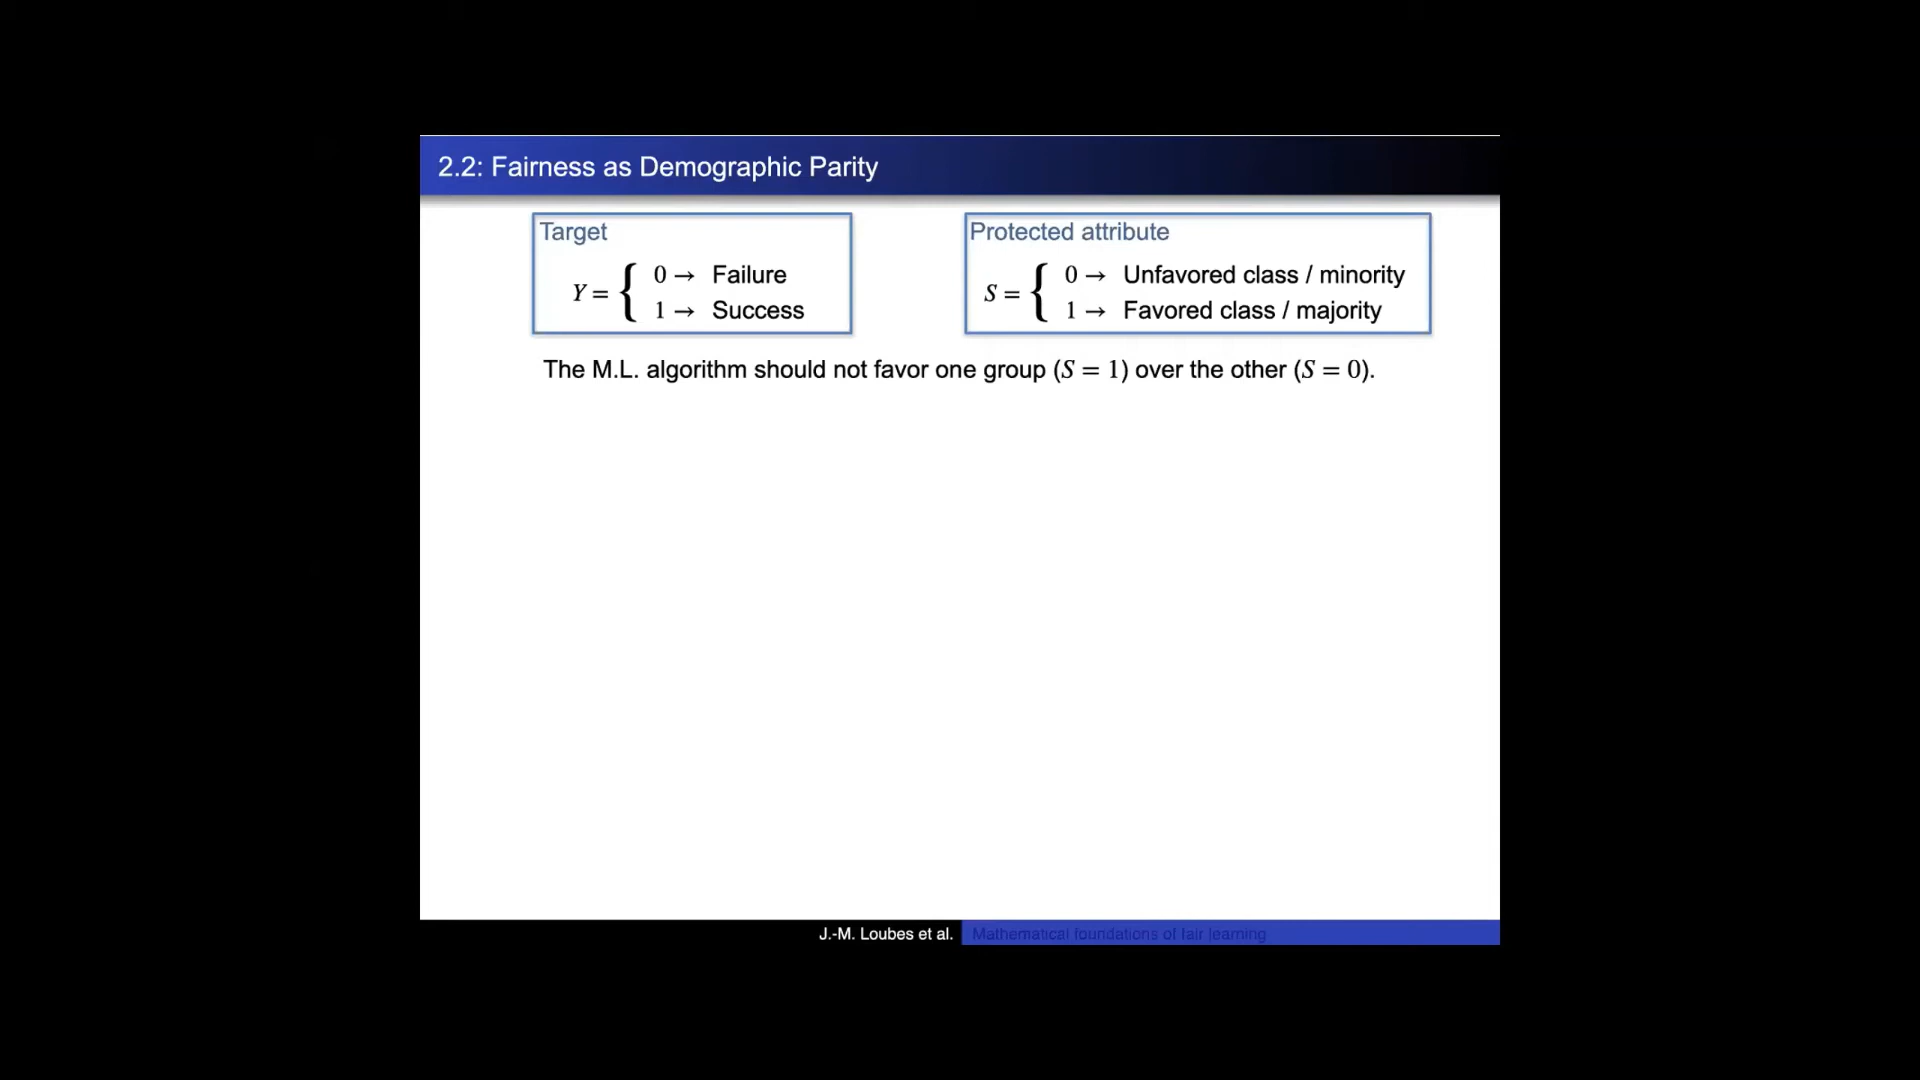 2.2: Fairness as Demographic Parity
Target
Y = { 0 → Failure
1 → Success
Protected attribute
S = { 0 → Unfavored class / minority
1 → Favored class / majority
The M.L. algorithm should not favor one group (S = 1) over the other (S = 0).
J.-M. Loubes et al. Mathematical foundations of fair learning